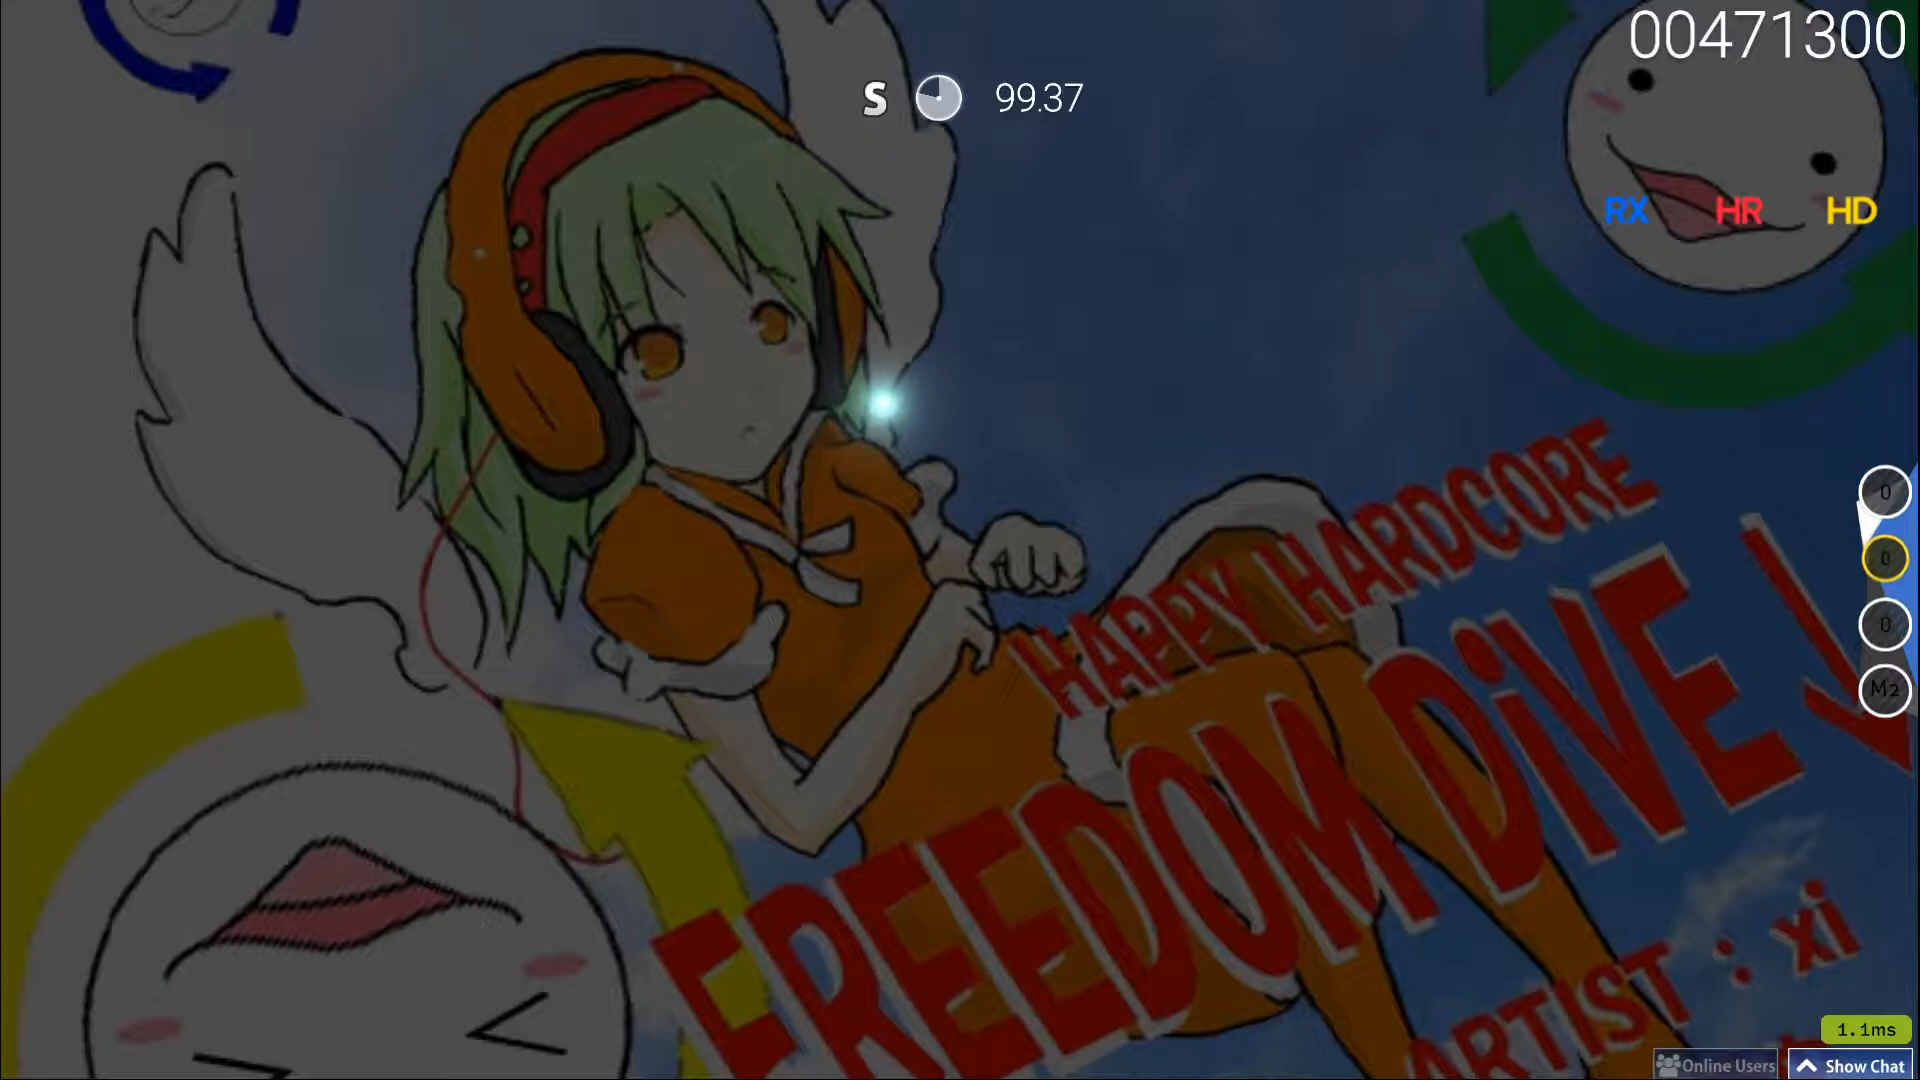 00471300
S 99.37
RX HR HD
0
0
0
M2
HAPPY HARDCORE
FREEDOM DiVE ↓
ARTIST : xi
1.1ms
Online Users Show Chat